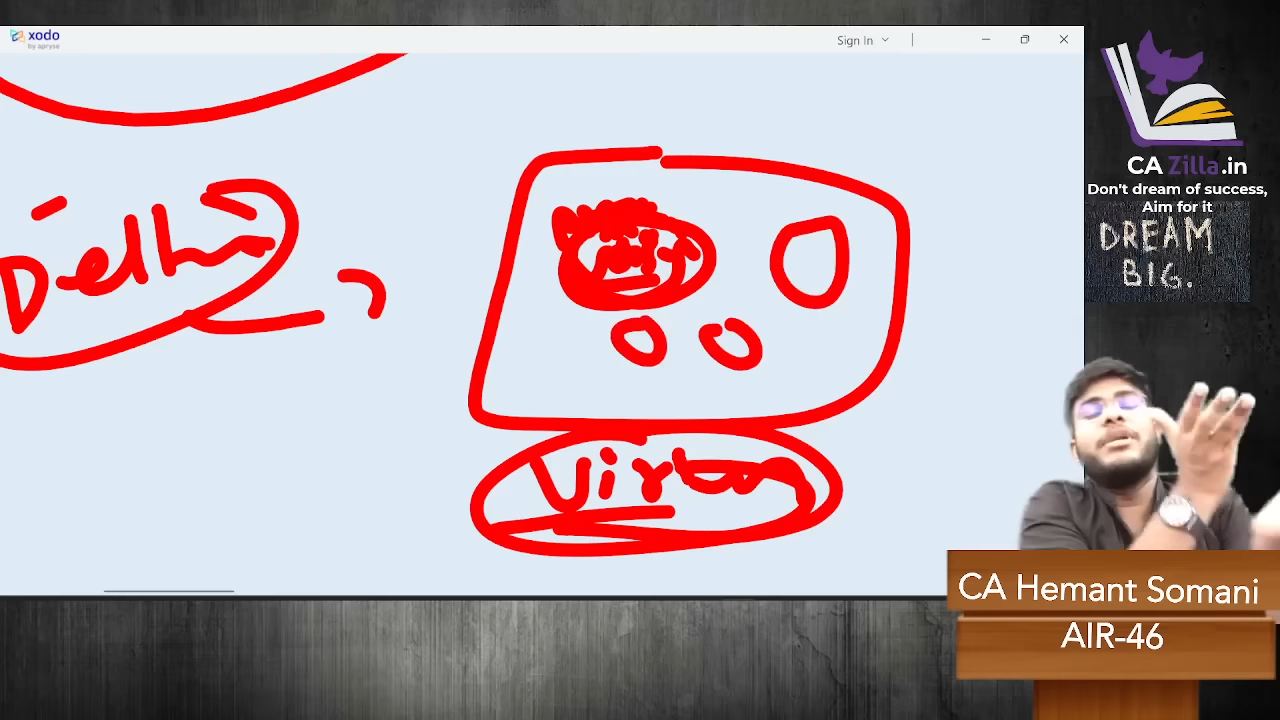 xodo
by apryse
Sign In
CA Zilla.in
Don't dream of success,
Aim for it
DREAM
BIG.
Delhi
CA Hemant Somani
AIR-46